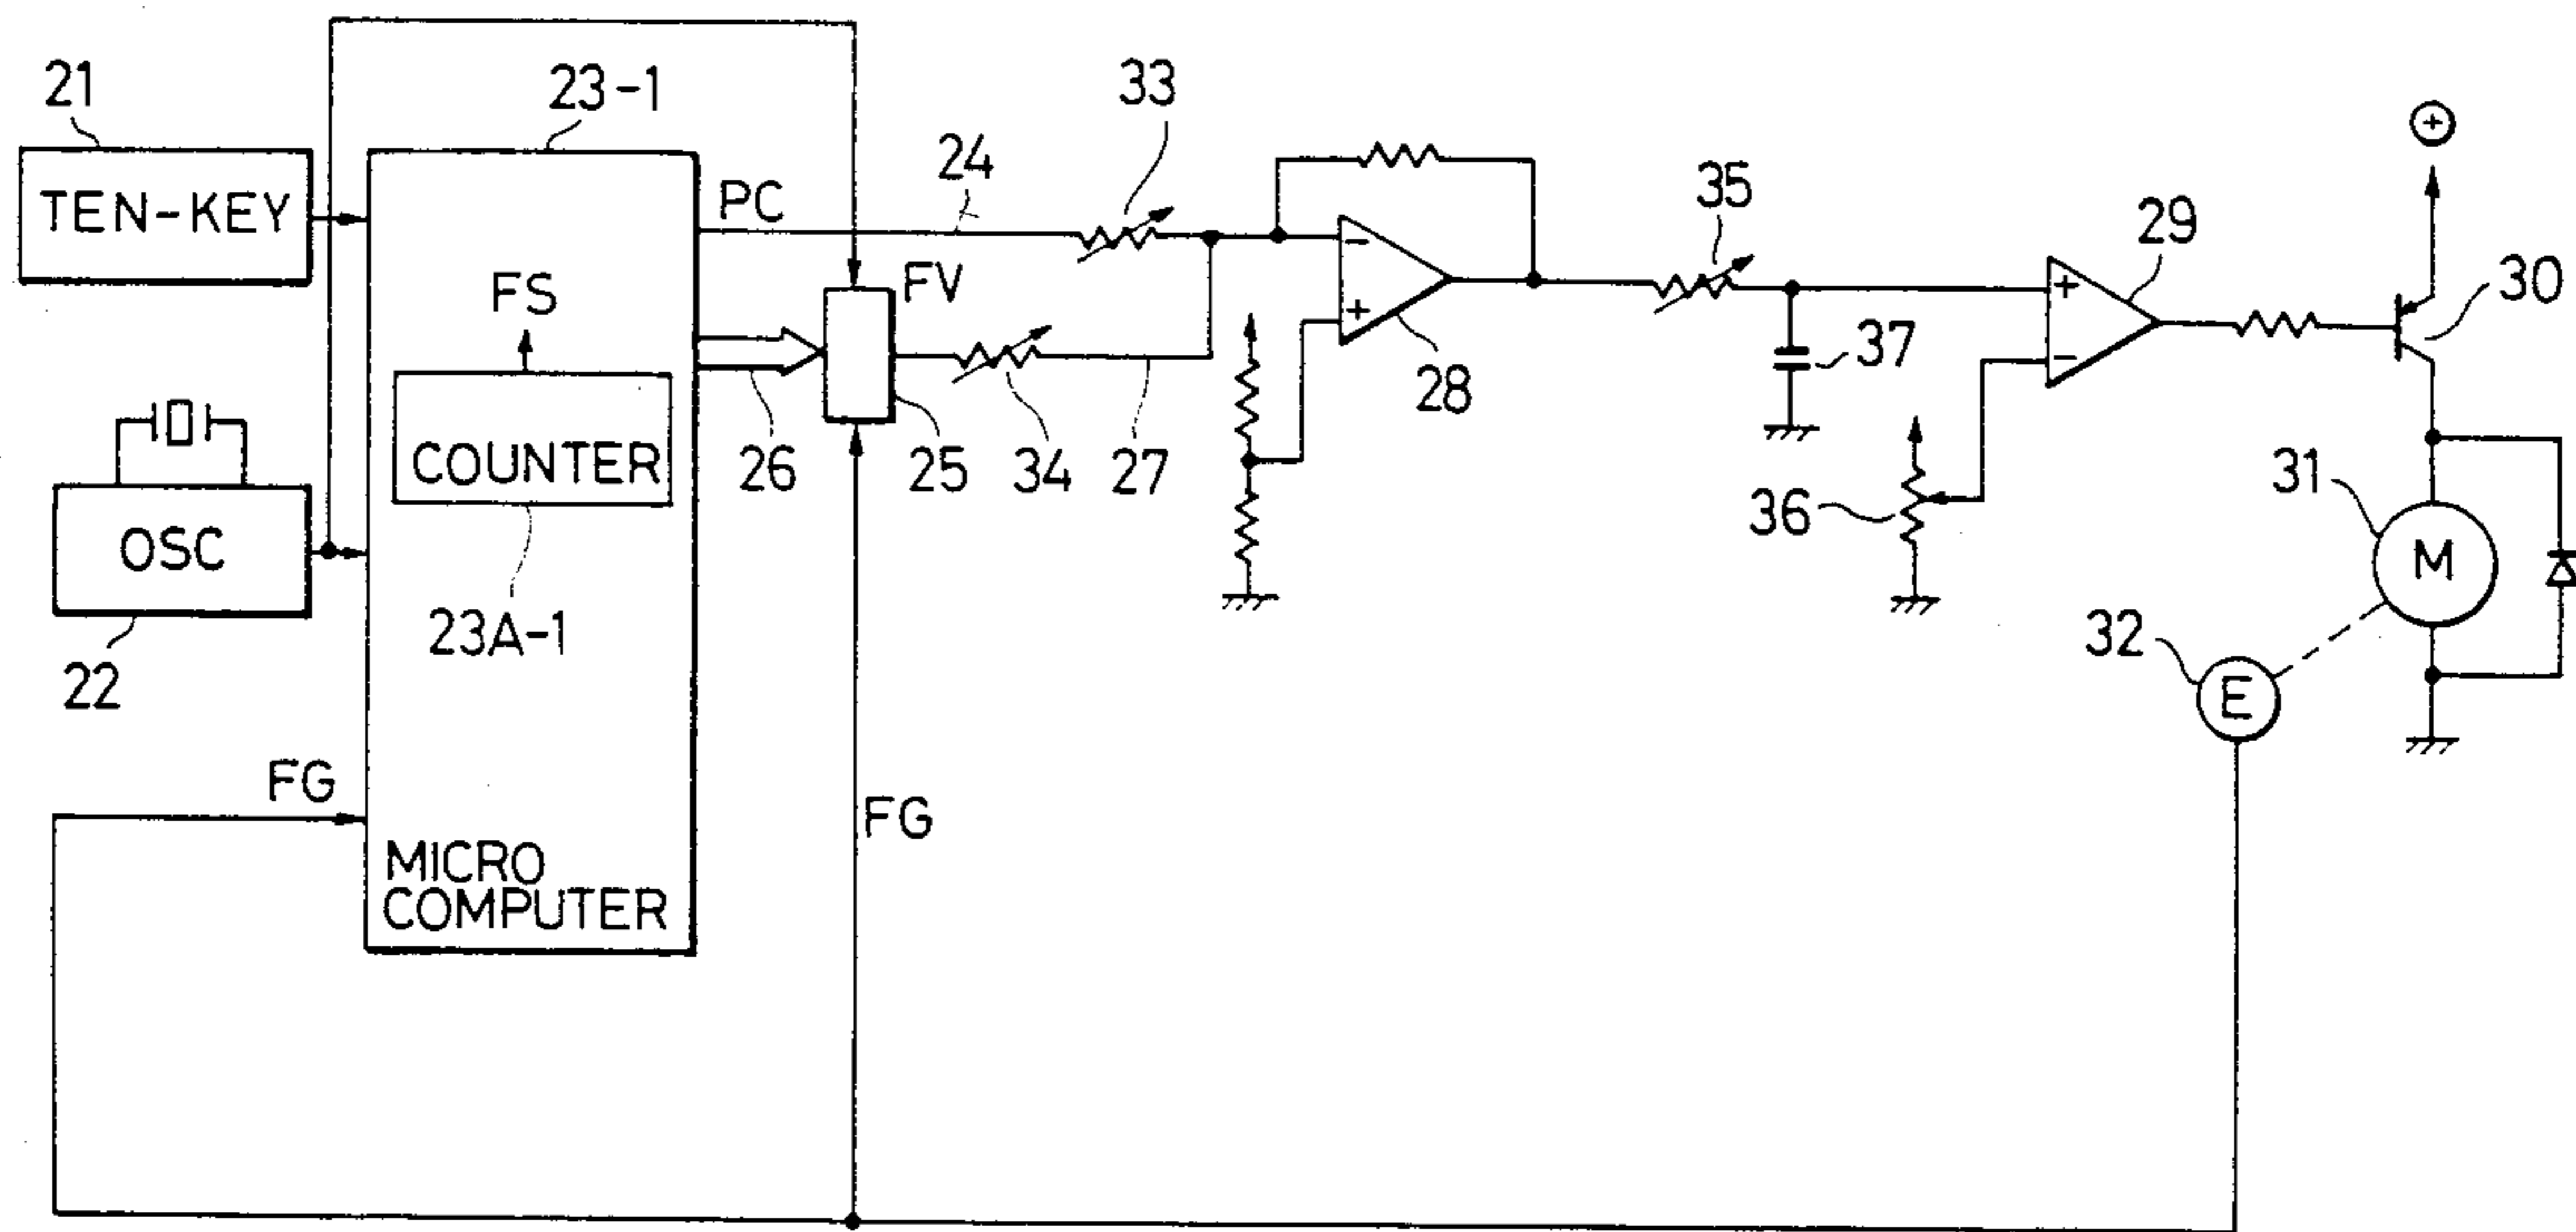 21
TEN-KEY
OSC
22
23-1
FS
COUNTER
23A-1
MICRO
COMPUTER
FG
PC
24
33
FV
26
25
34
27
FG
-
+
28
35
37
36
+
-
29
+
30
31
M
32
E